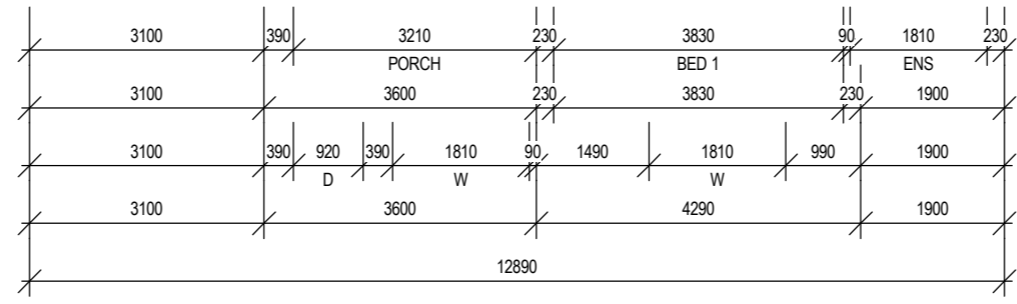 3100 390 3210 230 3830 90 1810 230
PORCH BED 1 ENS
3100 3600 230 3830 230 1900
3100 390 920 390 1810 90 1490 1810 990 1900
D W W
3100 3600 4290 1900
12890